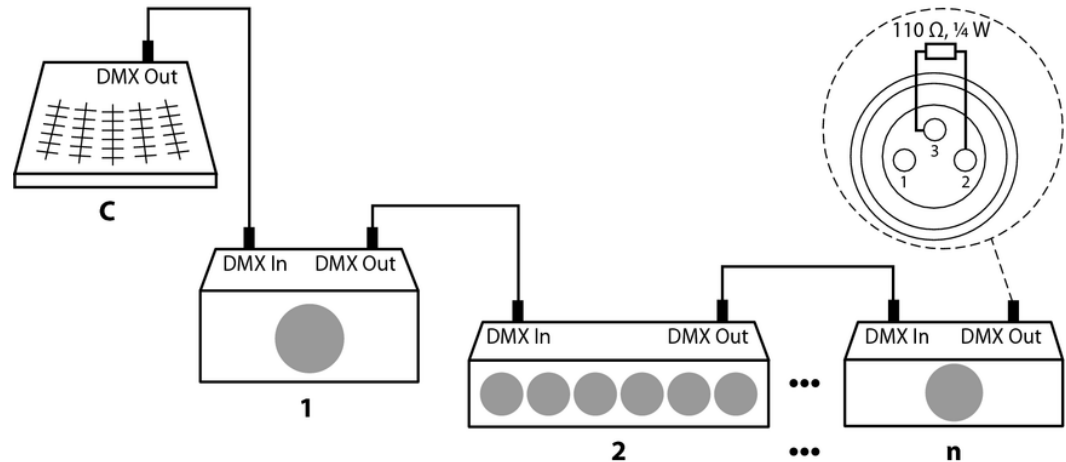 110 Ω, ¼ W
3
1
2
DMX Out
C
DMX In
DMX Out
1
DMX In
DMX Out
2
•••
•••
DMX In
DMX Out
n